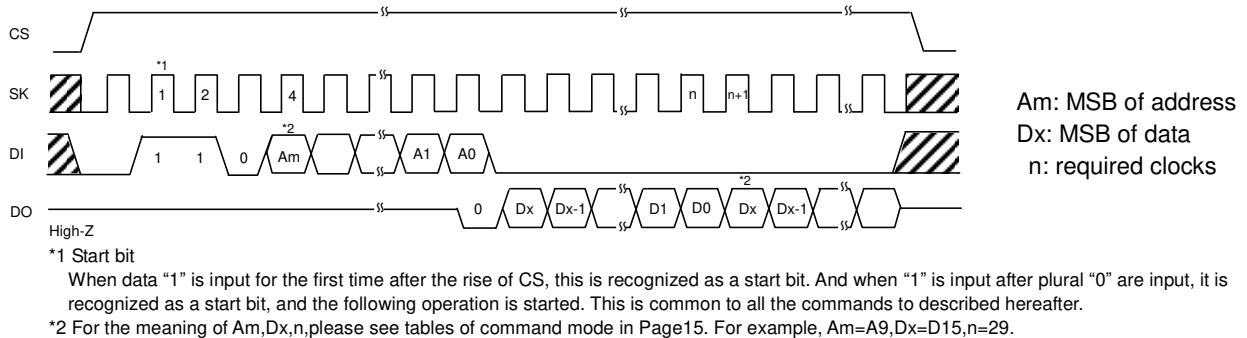 CS
*1
SK
1
2
4
n
n+1
Am: MSB of address
Dx: MSB of data
n: required clocks
*2
DI
1
1
0
Am
A1
A0
*2
DO
0
Dx
Dx-1
D1
D0
Dx
Dx-1
High-Z
*1 Start bit
When data “1” is input for the first time after the rise of CS, this is recognized as a start bit. And when “1” is input after plural “0” are input, it is
recognized as a start bit, and the following operation is started. This is common to all the commands to described hereafter.
*2 For the meaning of Am,Dx,n,please see tables of command mode in Page15. For example, Am=A9,Dx=D15,n=29.